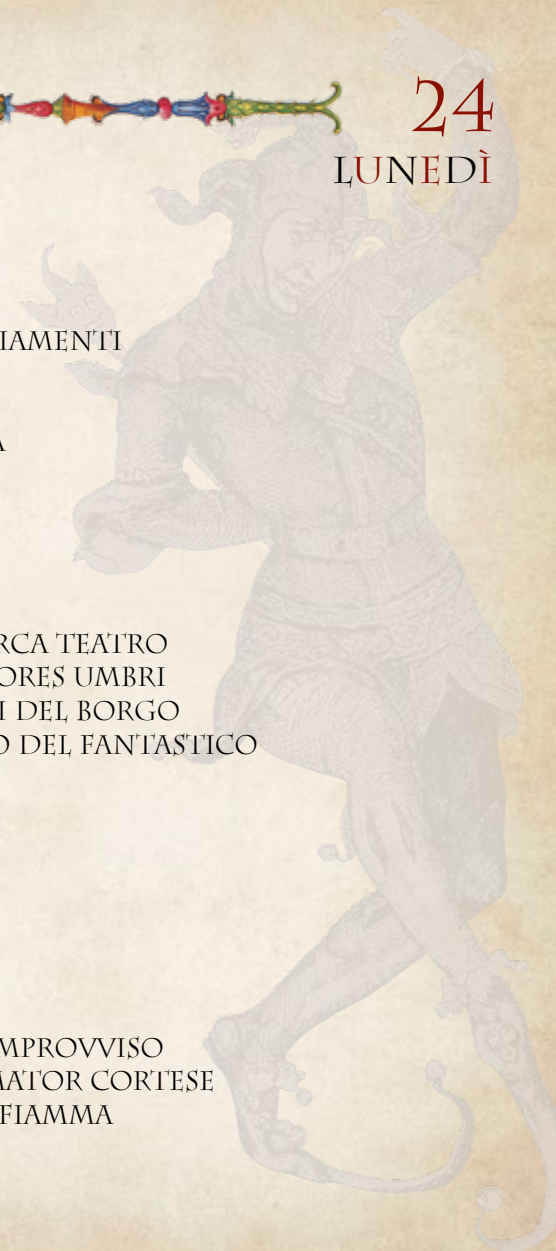 24
LUNEDÌ
IAMENTI
A
RCA TEATRO
ORES UMBRI
I DEL BORGO
O DEL FANTASTICO
MPROVVISO
MATOR CORTESE
FIAMMA